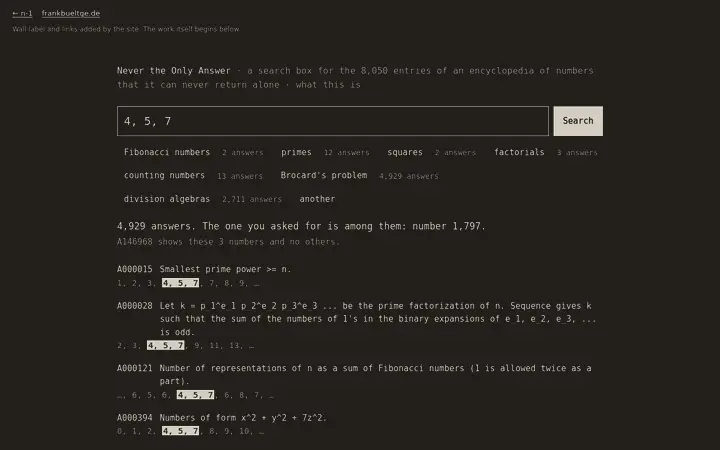 ← n-1 frankbueltge.de
Wall label and links added by the site. The work itself begins below.
Never the Only Answer · a search box for the 8,050 entries of an encyclopedia of numbers
that it can never return alone · what this is
4, 5, 7
Search
Fibonacci numbers 2 answers primes 12 answers squares 2 answers factorials 3 answers
counting numbers 13 answers Brocard's problem 4,929 answers
division algebras 2,711 answers another
4,929 answers. The one you asked for is among them: number 1,797.
A146968 shows these 3 numbers and no others.
A000015 Smallest prime power >= n.
1, 2, 3, 4, 5, 7, 7, 8, 9, …
A000028 Let k = p_1^e_1 p_2^e_2 p_3^e_3 ... be the prime factorization of n. Sequence gives k
such that the sum of the numbers of 1's in the binary expansions of e_1, e_2, e_3, ...
is odd.
2, 3, 4, 5, 7, 9, 11, 13, …
A000121 Number of representations of n as a sum of Fibonacci numbers (1 is allowed twice as a
part).
…, 6, 5, 6, 4, 5, 7, 6, 8, 7, …
A000394 Numbers of form x^2 + y^2 + 7z^2.
0, 1, 2, 4, 5, 7, 8, 9, 10, …